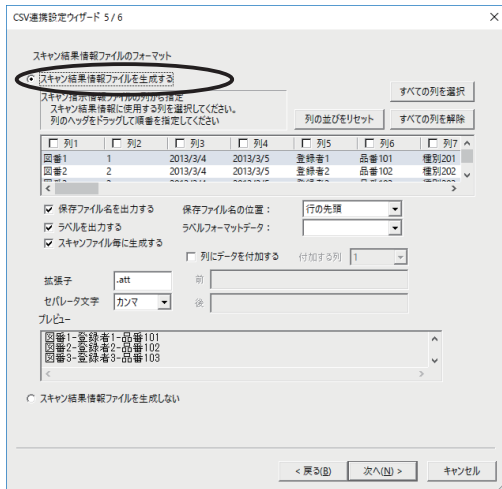 CSV連携設定ウィザード 5 / 6
スキャン結果情報ファイルのフォーマット
スキャン結果情報ファイルを生成する
スキャン指示情報ファイルの列から指定
スキャン結果情報に使用する列を選択してください。
列のヘッダをドラッグして順番を指定してください
すべての列を選択
列の並びをリセット すべての列を解除
列1 列2 列3 列4 列5 列6 列7
図番1 1 2013/3/4 2013/3/5 登録者1 品番101 種別201
図番2 2 2013/3/4 2013/3/5 登録者2 品番102 種別202
保存ファイル名を出力する 保存ファイル名の位置： 行の先頭
ラベルを出力する ラベルフォーマットデータ：
スキャンファイル毎に生成する
列にデータを付加する 付加する列 1
拡張子 .att 前
セパレータ文字 カンマ 後
プレビュー
図番1-登録者1-品番101
図番2-登録者2-品番102
図番3-登録者3-品番103
スキャン結果情報ファイルを生成しない
< 戻る(B) 次へ(N) > キャンセル